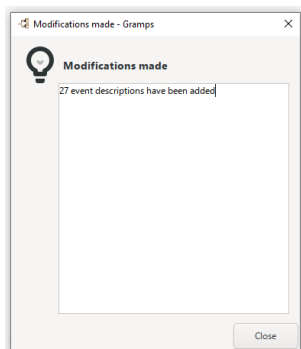 Modifications made - Gramps
Modifications made
27 event descriptions have been added
Close